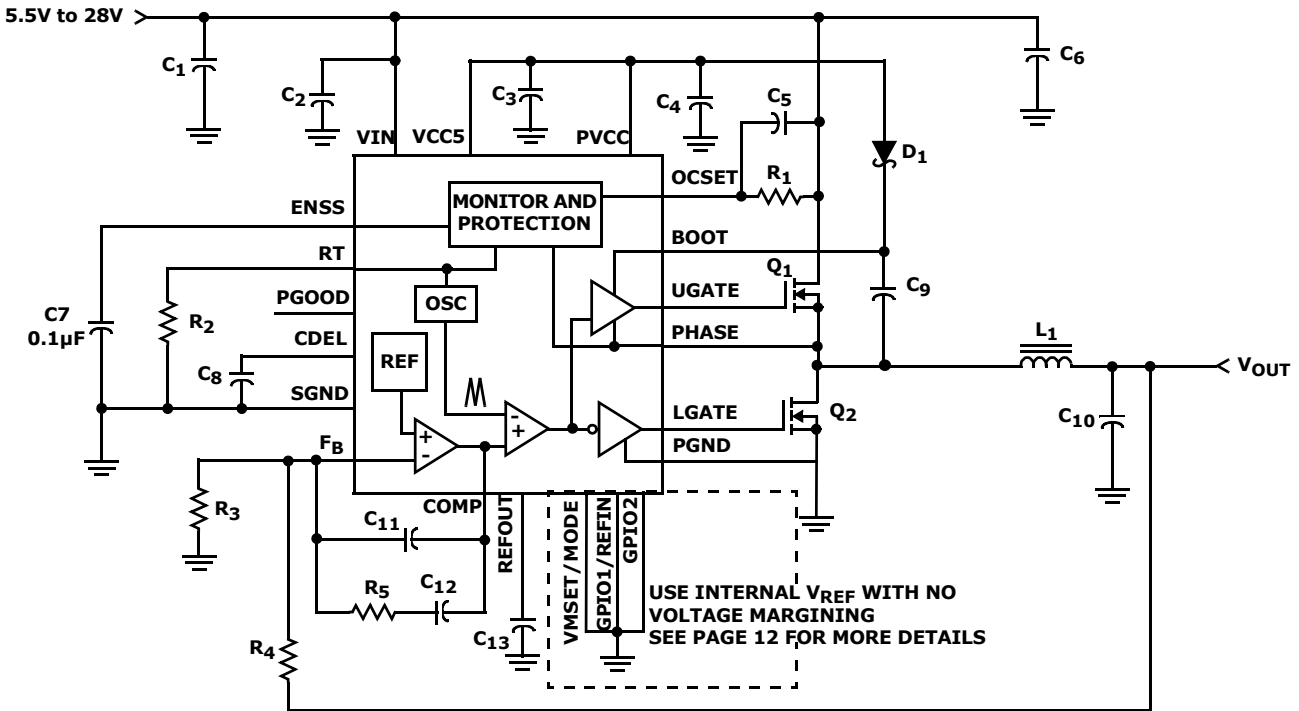 5.5V to 28V
C1
C2
C3
C4
C5
C6
VIN
VCC5
PVCC
D1
OCSET
R1
MONITOR AND
PROTECTION
ENSS
BOOT
RT
Q1
C9
UGATE
PGOOD
OSC
C7
0.1µF
R2
L1
CDEL
PHASE
REF
VOUT
C8
SGND
LGATE
Q2
C10
+
-
-
+
FB
PGND
R3
COMP
REFOUT
VMSET/MODE
GPIO1/REFIN
GPIO2
C11
R5
C12
USE INTERNAL VREF WITH NO
VOLTAGE MARGINING
SEE PAGE 12 FOR MORE DETAILS
C13
R4